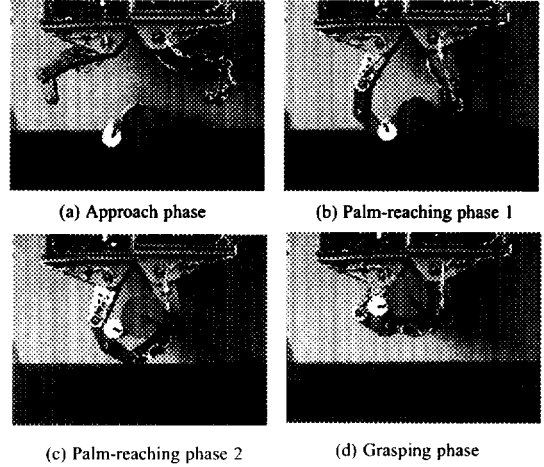 (a) Approach phase
(b) Palm-reaching phase 1
(c) Palm-reaching phase 2
(d) Grasping phase